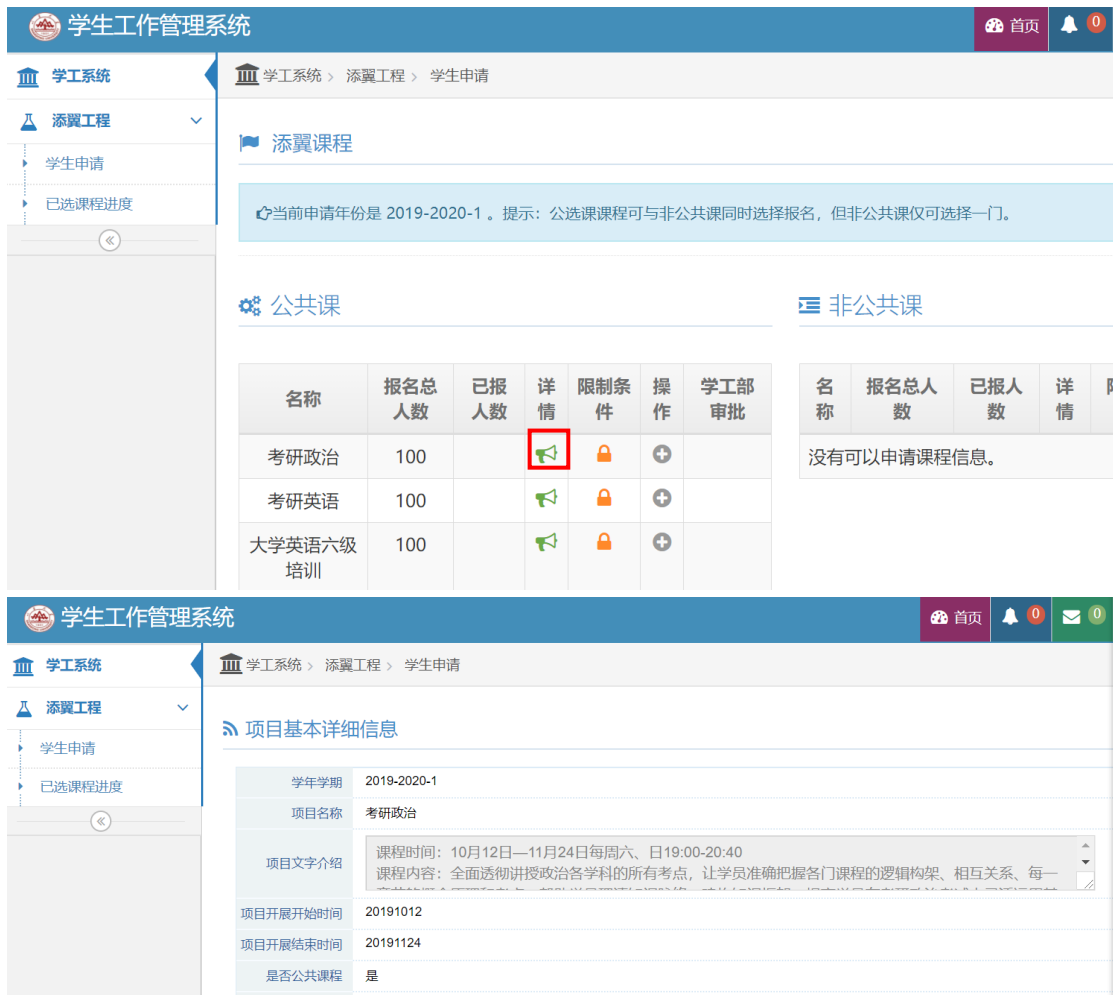 学生工作管理系统
首页
0
学工系统
学工系统 > 添翼工程 > 学生申请
添翼工程
学生申请
已选课程进度
添翼课程
当前申请年份是 2019-2020-1 。提示：公选课课程可与非公共课同时选择报名，但非公共课仅可选择一门。
公共课
名称 报名总人数 已报人数 详情 限制条件 操作 学工部审批
考研政治 100
考研英语 100
大学英语六级培训 100
非公共课
名称 报名总人数 已报人数 详情
没有可以申请课程信息。
学生工作管理系统
首页 0 0
学工系统
学工系统 > 添翼工程 > 学生申请
添翼工程
学生申请
已选课程进度
项目基本详细信息
学年学期 2019-2020-1
项目名称 考研政治
项目文字介绍
课程时间：10月12日—11月24日每周六、日19:00-20:40
课程内容：全面透彻讲授政治各学科的所有考点，让学员准确把握各门课程的逻辑构架、相互关系、每一
项目开展开始时间 20191012
项目开展结束时间 20191124
是否公共课程 是